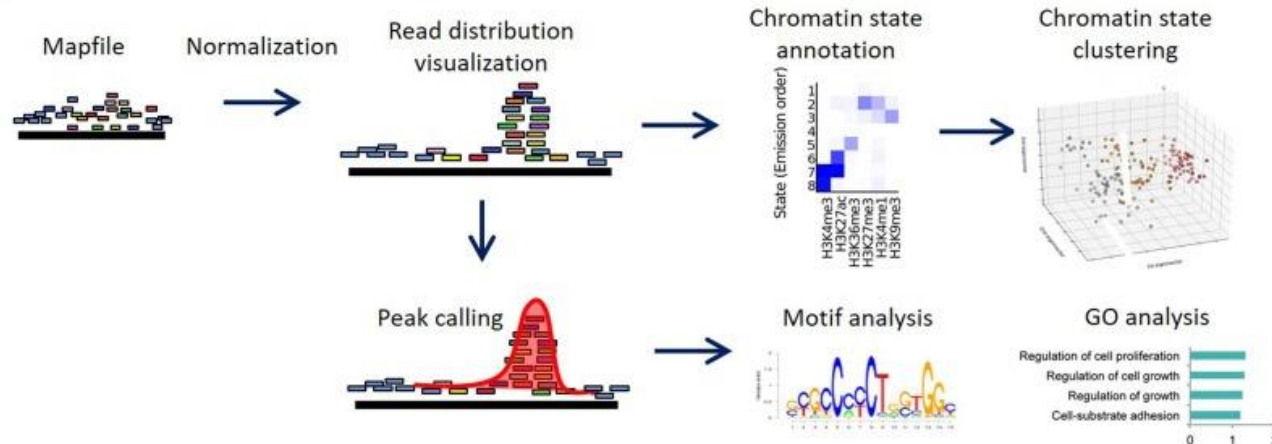 Mapfile
Normalization
Read distribution
visualization
Chromatin state
annotation
Chromatin state
clustering
State (Emission order)
1
2
3
4
5
6
7
8
H3K4me3
H3K27ac
H3K36me3
H3K27me3
H3K4me1
H3K9me3
Peak calling
Motif analysis
GO analysis
Regulation of cell proliferation
Regulation of cell growth
Regulation of growth
Cell-substrate adhesion
0 1